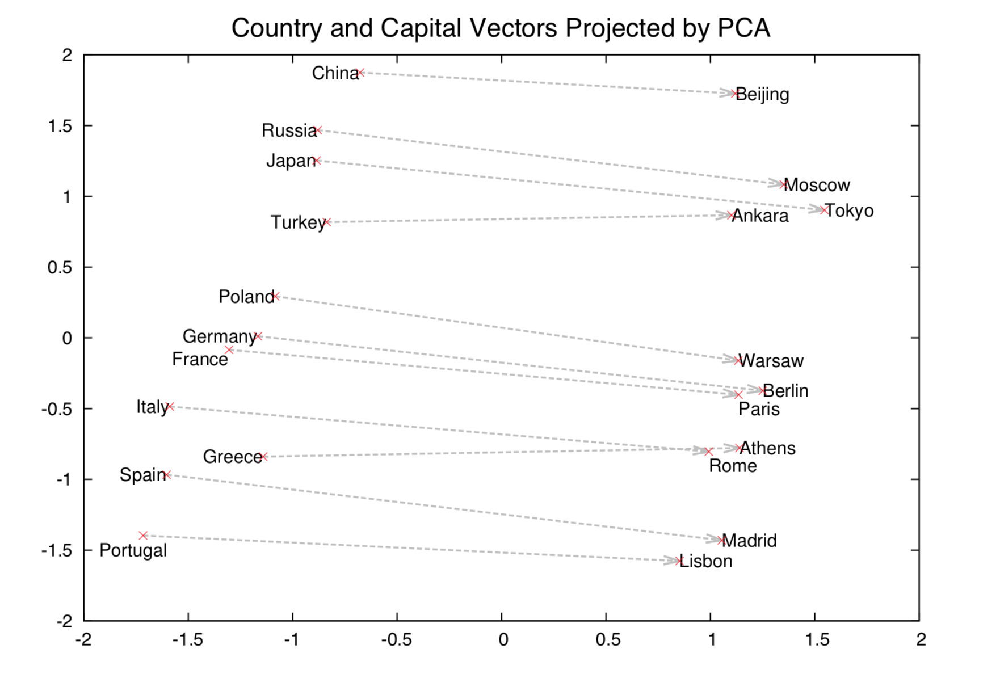 Country and Capital Vectors Projected by PCA
2
China
Beijing
1.5
Russia
Japan
Moscow
1
Tokyo
Ankara
Turkey
0.5
Poland
Germany
0
France
Warsaw
Berlin
Italy
-0.5
Paris
Athens
Greece
Rome
Spain
-1
Madrid
Portugal
-1.5
Lisbon
-2
-2 -1.5 -1 -0.5 0 0.5 1 1.5 2